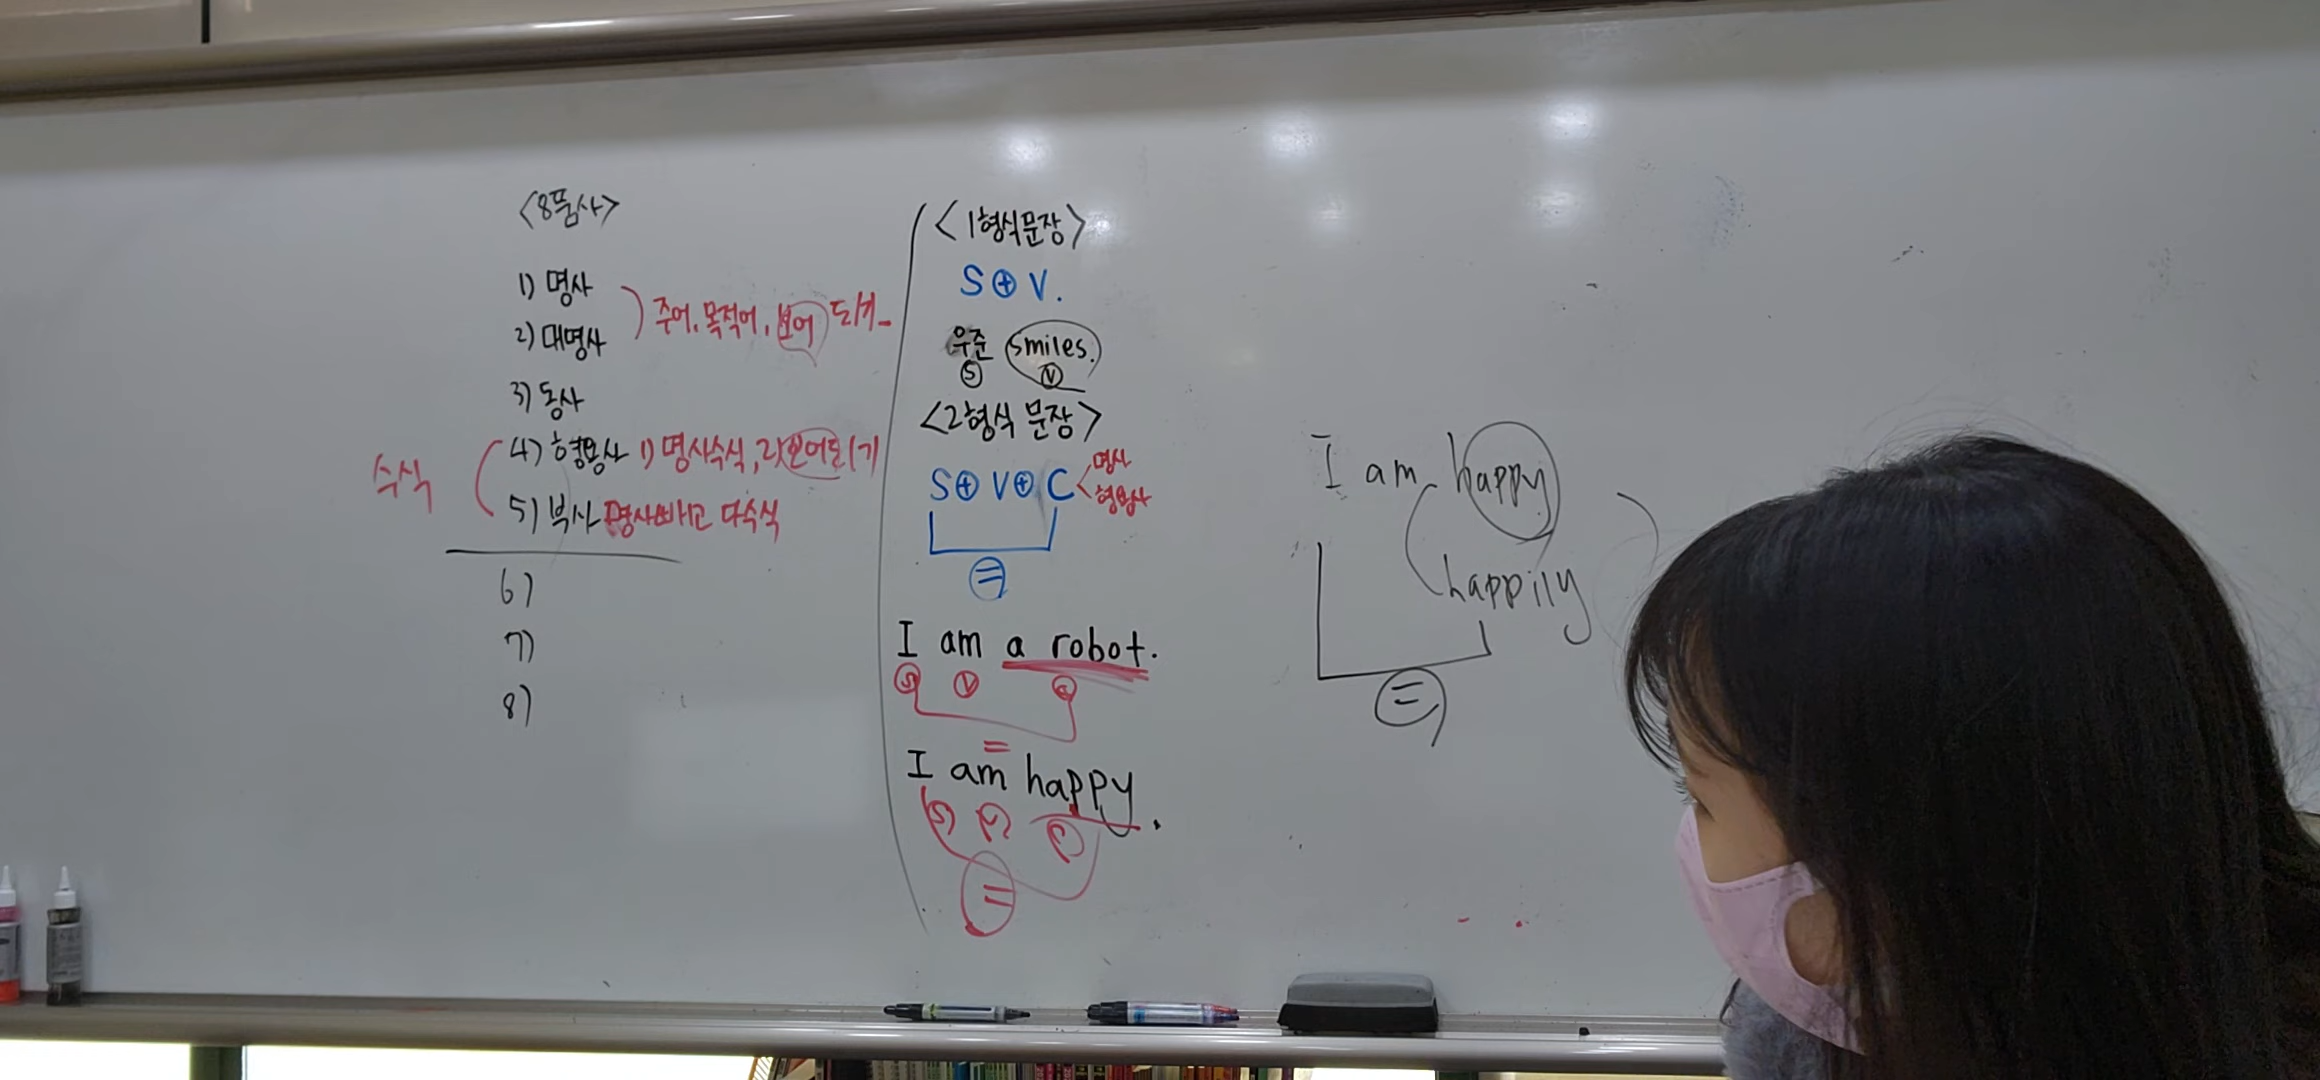 <8품사>
1) 명사
2) 대명사
) 주어, 목적어, 보어 되기
3) 동사
수식
4) 형용사 1) 명사수식, 2) 보어되기
5) 부사 명사빼고 다수식
6)
7)
8)
<1형식문장>
S + V.
우준 smiles.
S V
<2형식 문장>
S + V + C < 명사 형용사
=
I am a robot.
S V C
=
I am happy.
S V C
=
I am happy
happily
=